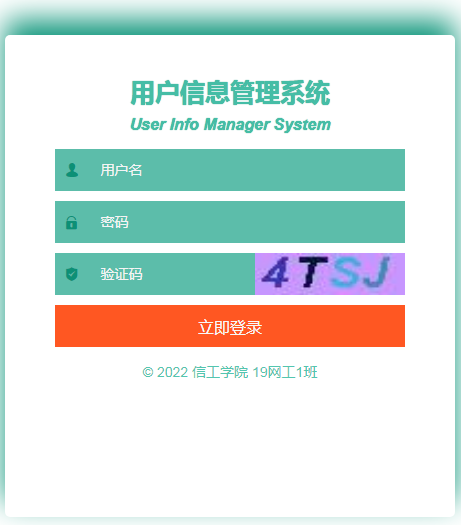 用户信息管理系统
User Info Manager System
用户名
密码
验证码
4TSJ
立即登录
© 2022 信工学院 19网工1班